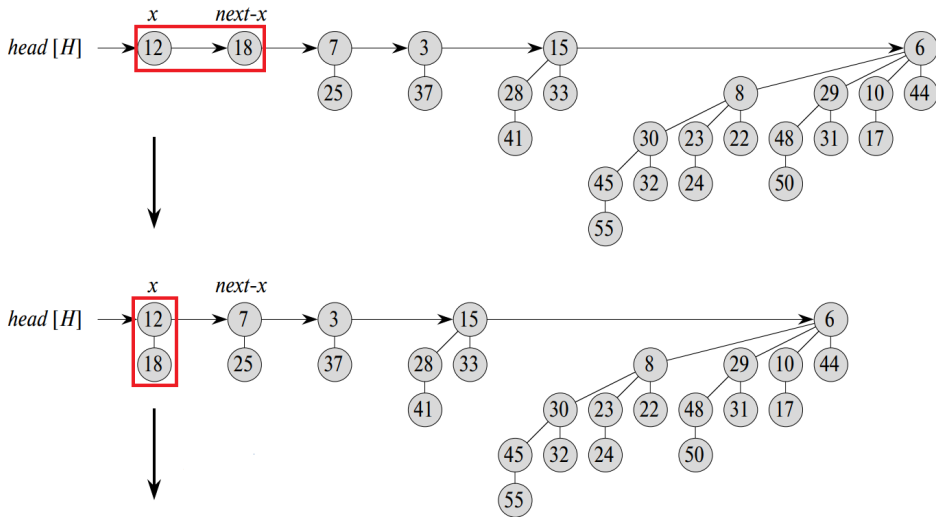 x next-x
head [H] 12 18 7 3 15 6
25 37 28 33 8 29 10 44
41 30 23 22 48 31 17
45 32 24 50
55
x next-x
head [H] 12 7 3 15 6
18 25 37 28 33 8 29 10 44
41 30 23 22 48 31 17
45 32 24 50
55